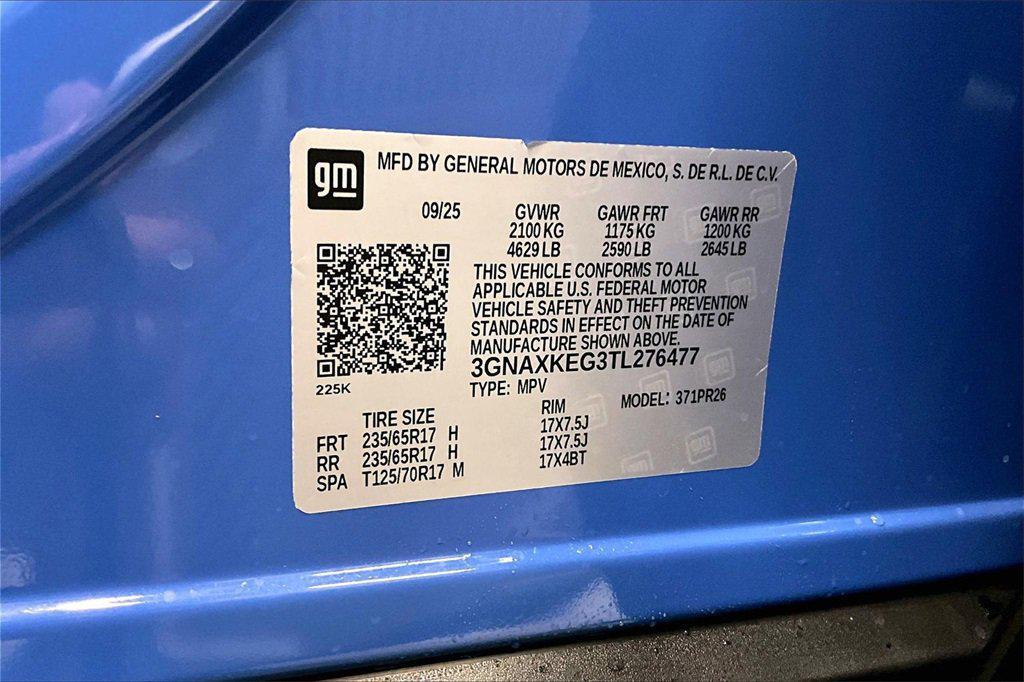 gm
MFD BY GENERAL MOTORS DE MEXICO, S. DE R.L. DE C.V.
09/25 GVWR GAWR FRT GAWR RR
2100 KG 1175 KG 1200 KG
4629 LB 2590 LB 2645 LB
THIS VEHICLE CONFORMS TO ALL
APPLICABLE U.S. FEDERAL MOTOR
VEHICLE SAFETY AND THEFT PREVENTION
STANDARDS IN EFFECT ON THE DATE OF
MANUFACTURE SHOWN ABOVE.
3GNAXKEG3TL276477
225K
TYPE: MPV MODEL: 371PR26
TIRE SIZE RIM
FRT 235/65R17 H 17X7.5J
RR 235/65R17 H 17X7.5J
SPA T125/70R17 M 17X4BT